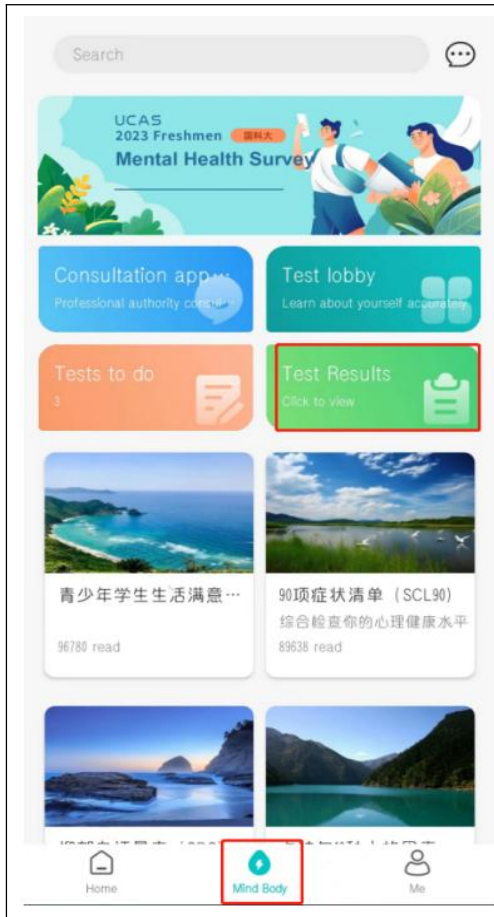 Search
UCAS
2023 Freshmen 国科大
Mental Health Survey
Consultation app…
Professional authority consul…
Test lobby
Learn about yourself accurately
Tests to do
3
Test Results
Click to view
青少年学生生活满意…
96780 read
90项症状清单（SCL90）
综合检查你的心理健康水平
89638 read
Home
Mind Body
Me